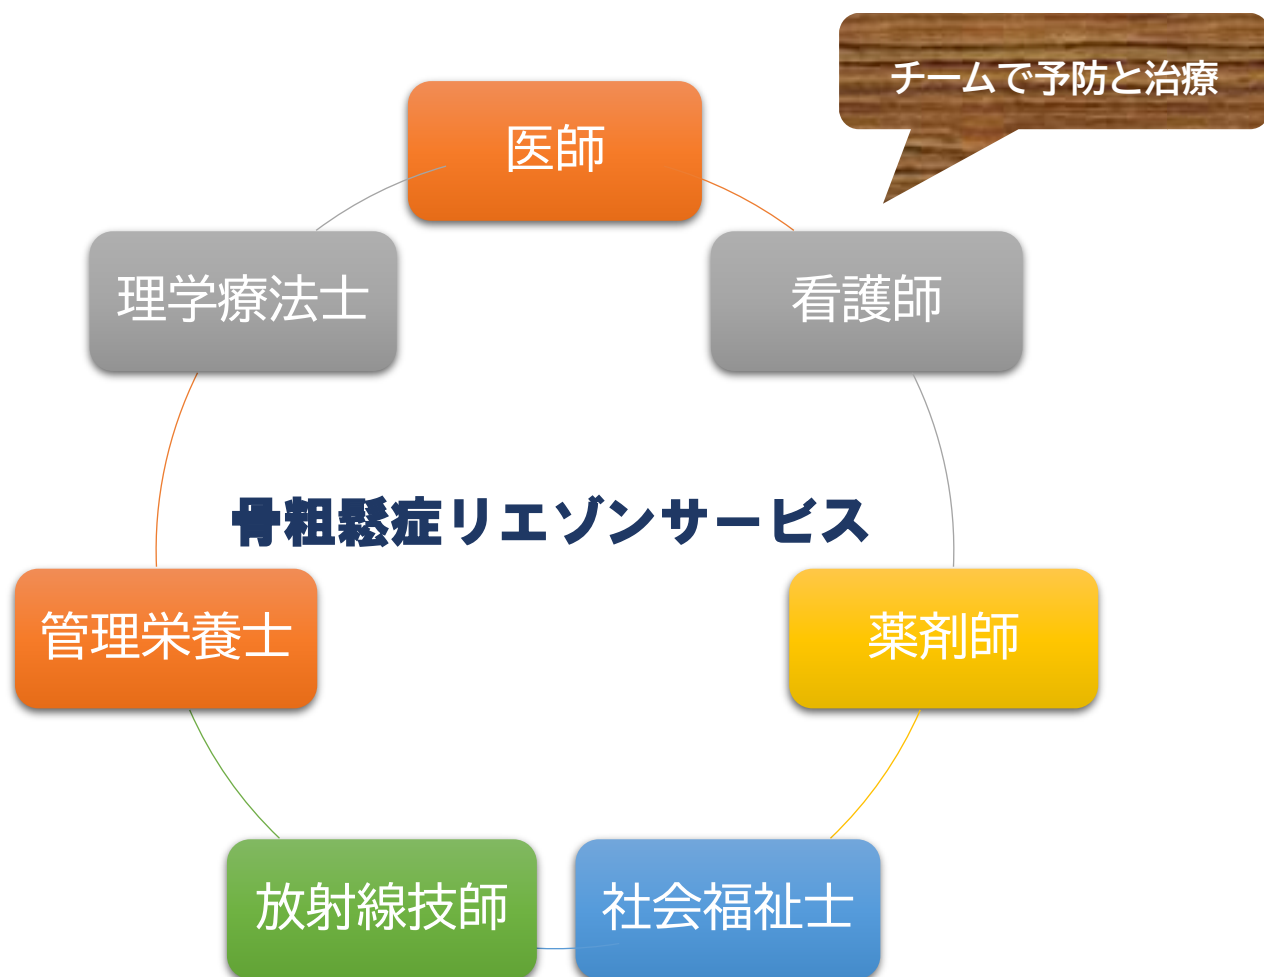 チームで予防と治療
医師
理学療法士
看護師
骨粗鬆症リエゾンサービス
管理栄養士
薬剤師
放射線技師
社会福祉士